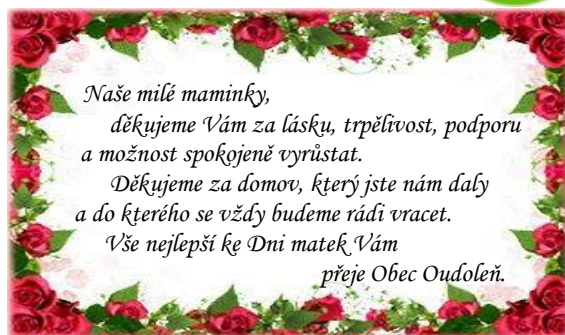 Naše milé maminky,
děkujeme Vám za lásku, trpělivost, podporu
a možnost spokojeně vyrůstat.
Děkujeme za domov, který jste nám daly
a do kterého se vždy budeme rádi vracet.
Vše nejlepší ke Dni matek Vám
přeje Obec Oudoleň.